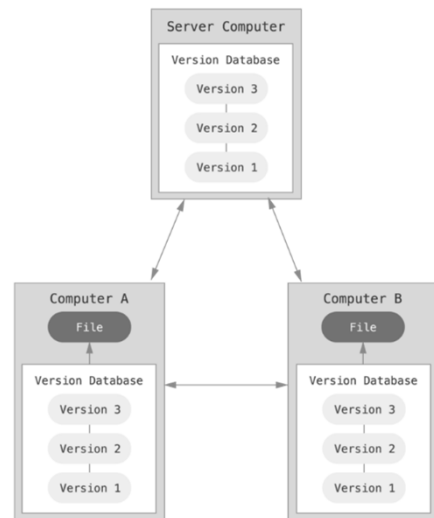 Server Computer
Version Database
Version 3
Version 2
Version 1
Computer A
File
Version Database
Version 3
Version 2
Version 1
Computer B
File
Version Database
Version 3
Version 2
Version 1